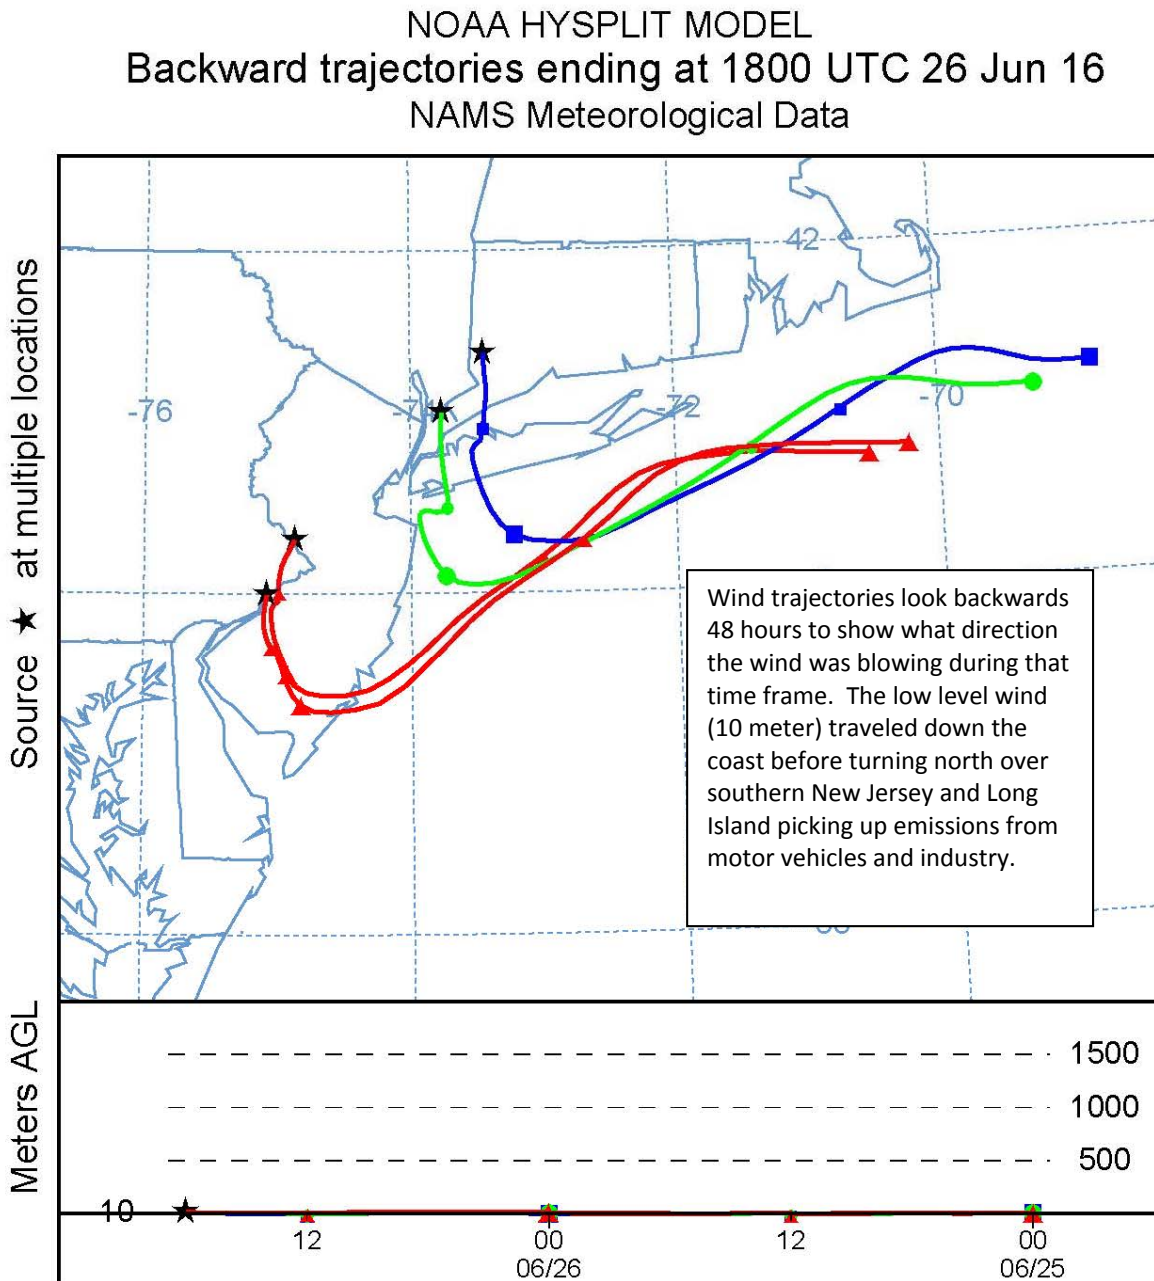 NOAA HYSPLIT MODEL
Backward trajectories ending at 1800 UTC 26 Jun 16
NAMS Meteorological Data
Source ★ at multiple locations
42
-76
-72
-70
Wind trajectories look backwards
48 hours to show what direction
the wind was blowing during that
time frame. The low level wind
(10 meter) traveled down the
coast before turning north over
southern New Jersey and Long
Island picking up emissions from
motor vehicles and industry.
Meters AGL
1500
1000
500
10
12 00 12 00
06/26 06/25